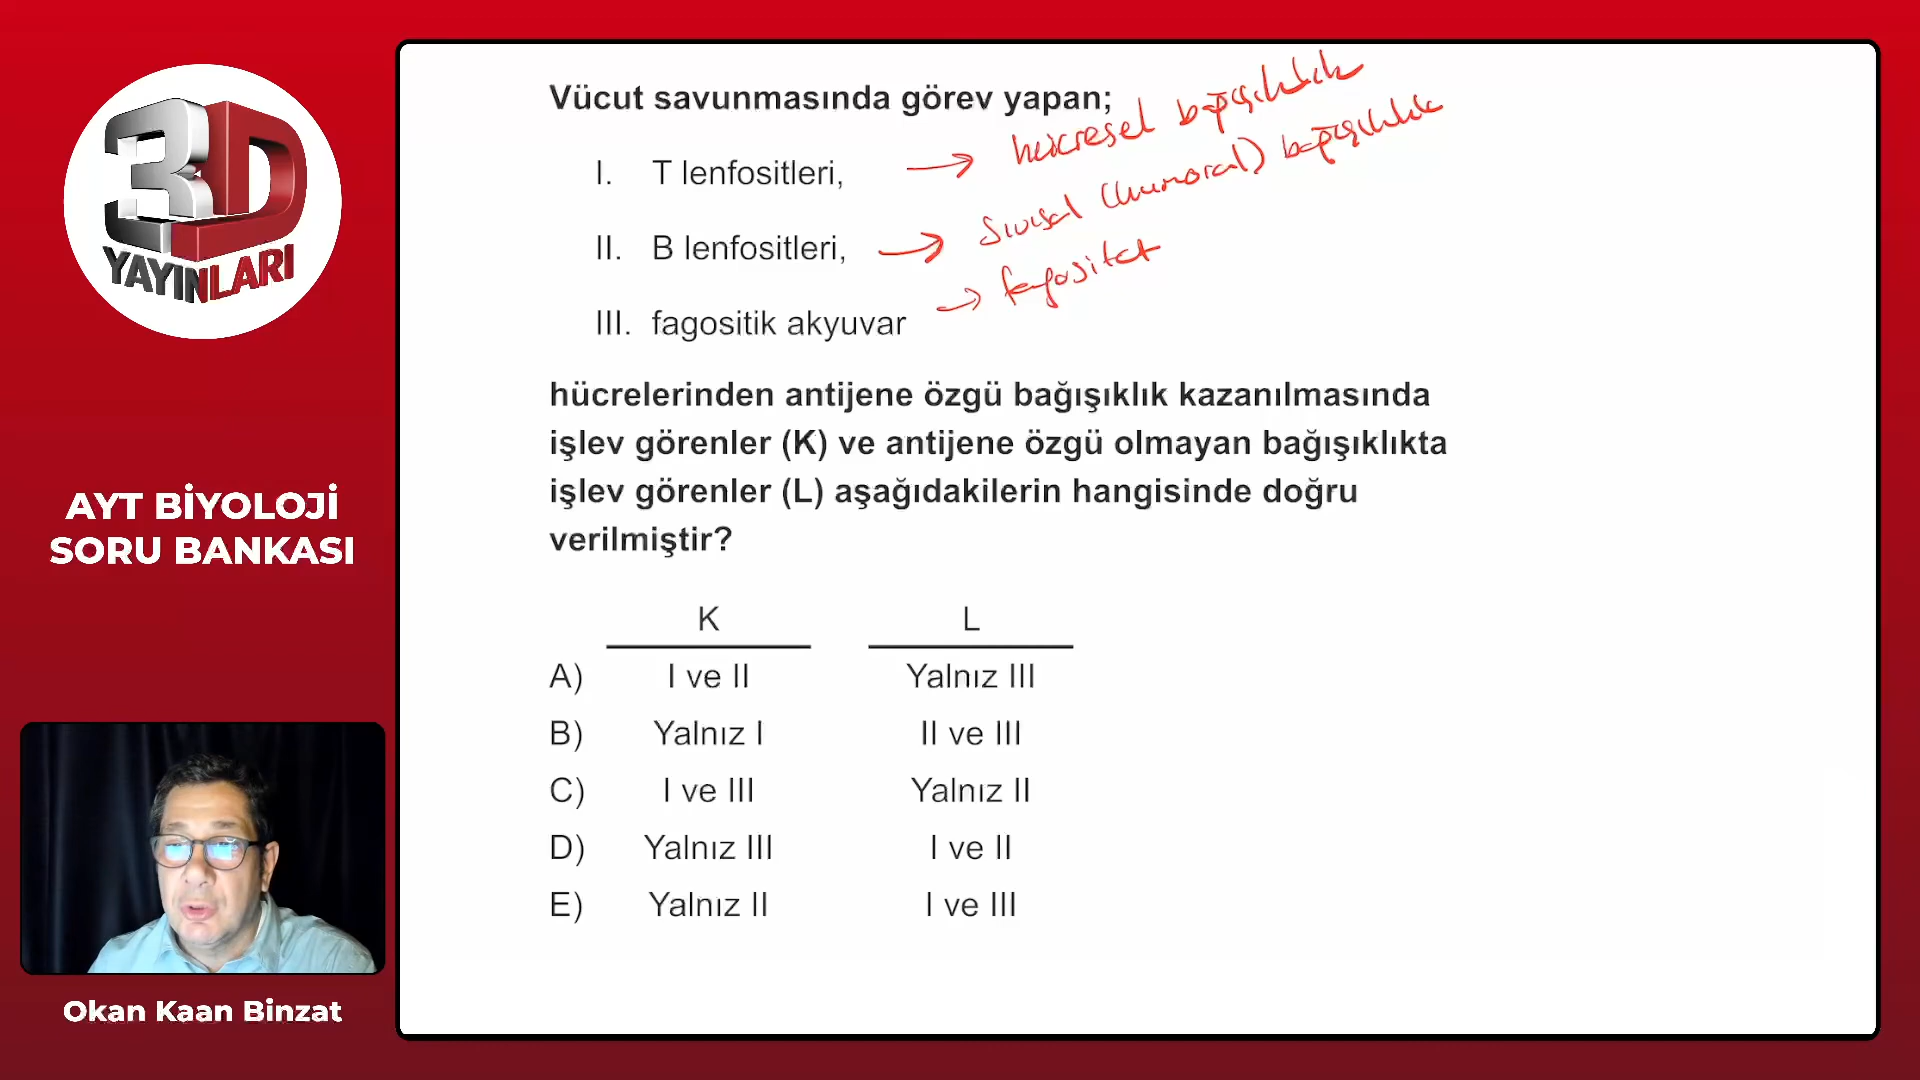 3D
YAYINLARI
AYT BİYOLOJİ
SORU BANKASI
Okan Kaan Binzat
Vücut savunmasında görev yapan;
I. T lenfositleri, → hücresel bağışıklık
II. B lenfositleri, → Sıvısal (humoral) bağışıklık
III. fagositik akyuvar → fagositer
hücrelerinden antijene özgü bağışıklık kazanılmasında
işlev görenler (K) ve antijene özgü olmayan bağışıklıkta
işlev görenler (L) aşağıdakilerin hangisinde doğru
verilmiştir?
K L
A) I ve II Yalnız III
B) Yalnız I II ve III
C) I ve III Yalnız II
D) Yalnız III I ve II
E) Yalnız II I ve III